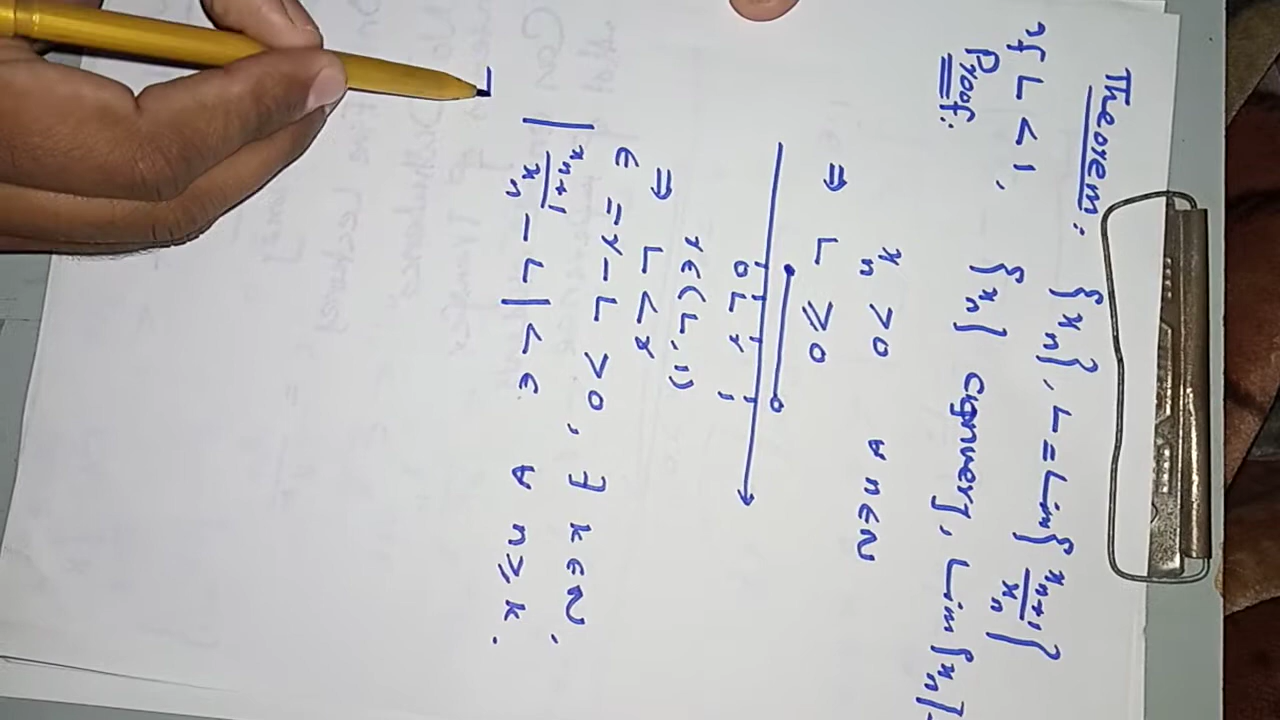 Theorem: {xn}, L = Lim{xn+1/xn}
If L < 1, {xn} cignverg, Lim{xn}-
Proof:
xn > 0 ∀ n∈N
⇒ L ⩾ 0
0 L r 1
r∈(L,1)
⇒ L < r
ϵ = r - L > 0, ∃ K∈N,
|xn+1/xn - L| < ϵ. ∀ n ≥ K.